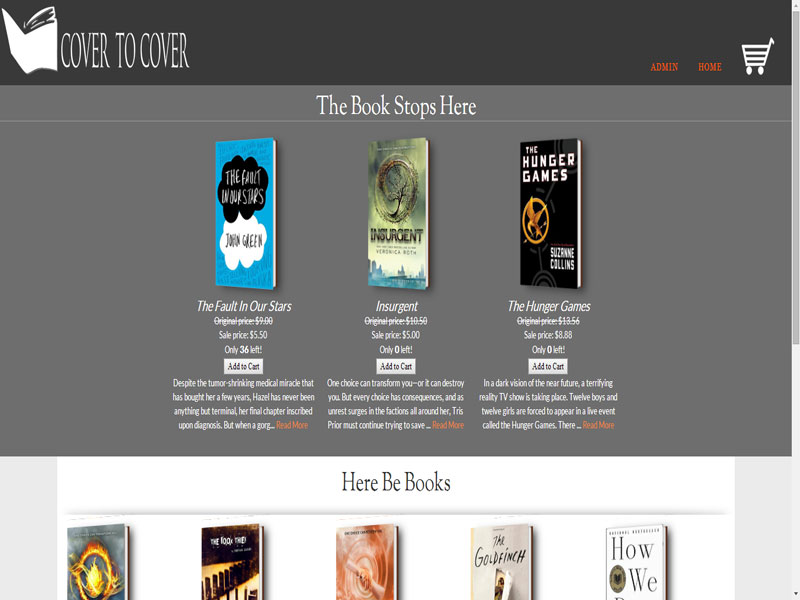 COVER TO COVER
ADMIN HOME
The Book Stops Here
THE FAULT
IN OUR STARS
JOHN GREEN
INSURGENT
VERONICA ROTH
THE
HUNGER
GAMES
SUZANNE
COLLINS
The Fault In Our Stars
Original price: $9.00
Sale price: $5.50
Only 36 left!
Add to Cart
Despite the tumor-shrinking medical miracle that
has bought her a few years, Hazel has never been
anything but terminal, her final chapter inscribed
upon diagnosis. But when a gorg... Read More
Insurgent
Original price: $10.50
Sale price: $5.00
Only 0 left!
Add to Cart
One choice can transform you—or it can destroy
you. But every choice has consequences, and as
unrest surges in the factions all around her, Tris
Prior must continue trying to save ... Read More
The Hunger Games
Original price: $13.56
Sale price: $8.88
Only 0 left!
Add to Cart
In a dark vision of the near future, a terrifying
reality TV show is taking place. Twelve boys and
twelve girls are forced to appear in a live event
called the Hunger Games. There ... Read More
Here Be Books
THE BOOK THIEF
THE
GOLDFINCH
NATIONAL BESTSELLER
How
We